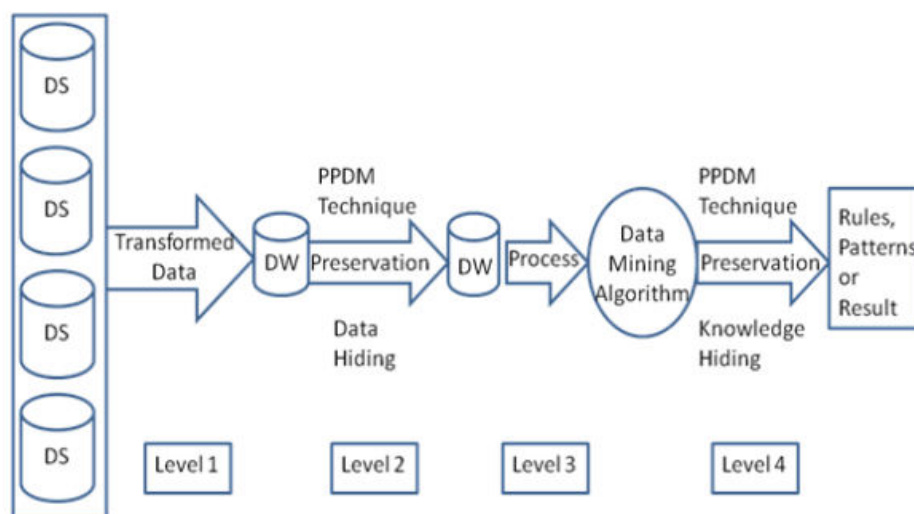 DS
DS
DS
DS
Transformed
Data
DW
PPDM
Technique
Preservation
Data
Hiding
DW
Process
Data
Mining
Algorithm
PPDM
Technique
Preservation
Knowledge
Hiding
Rules,
Patterns
or
Result
Level 1
Level 2
Level 3
Level 4